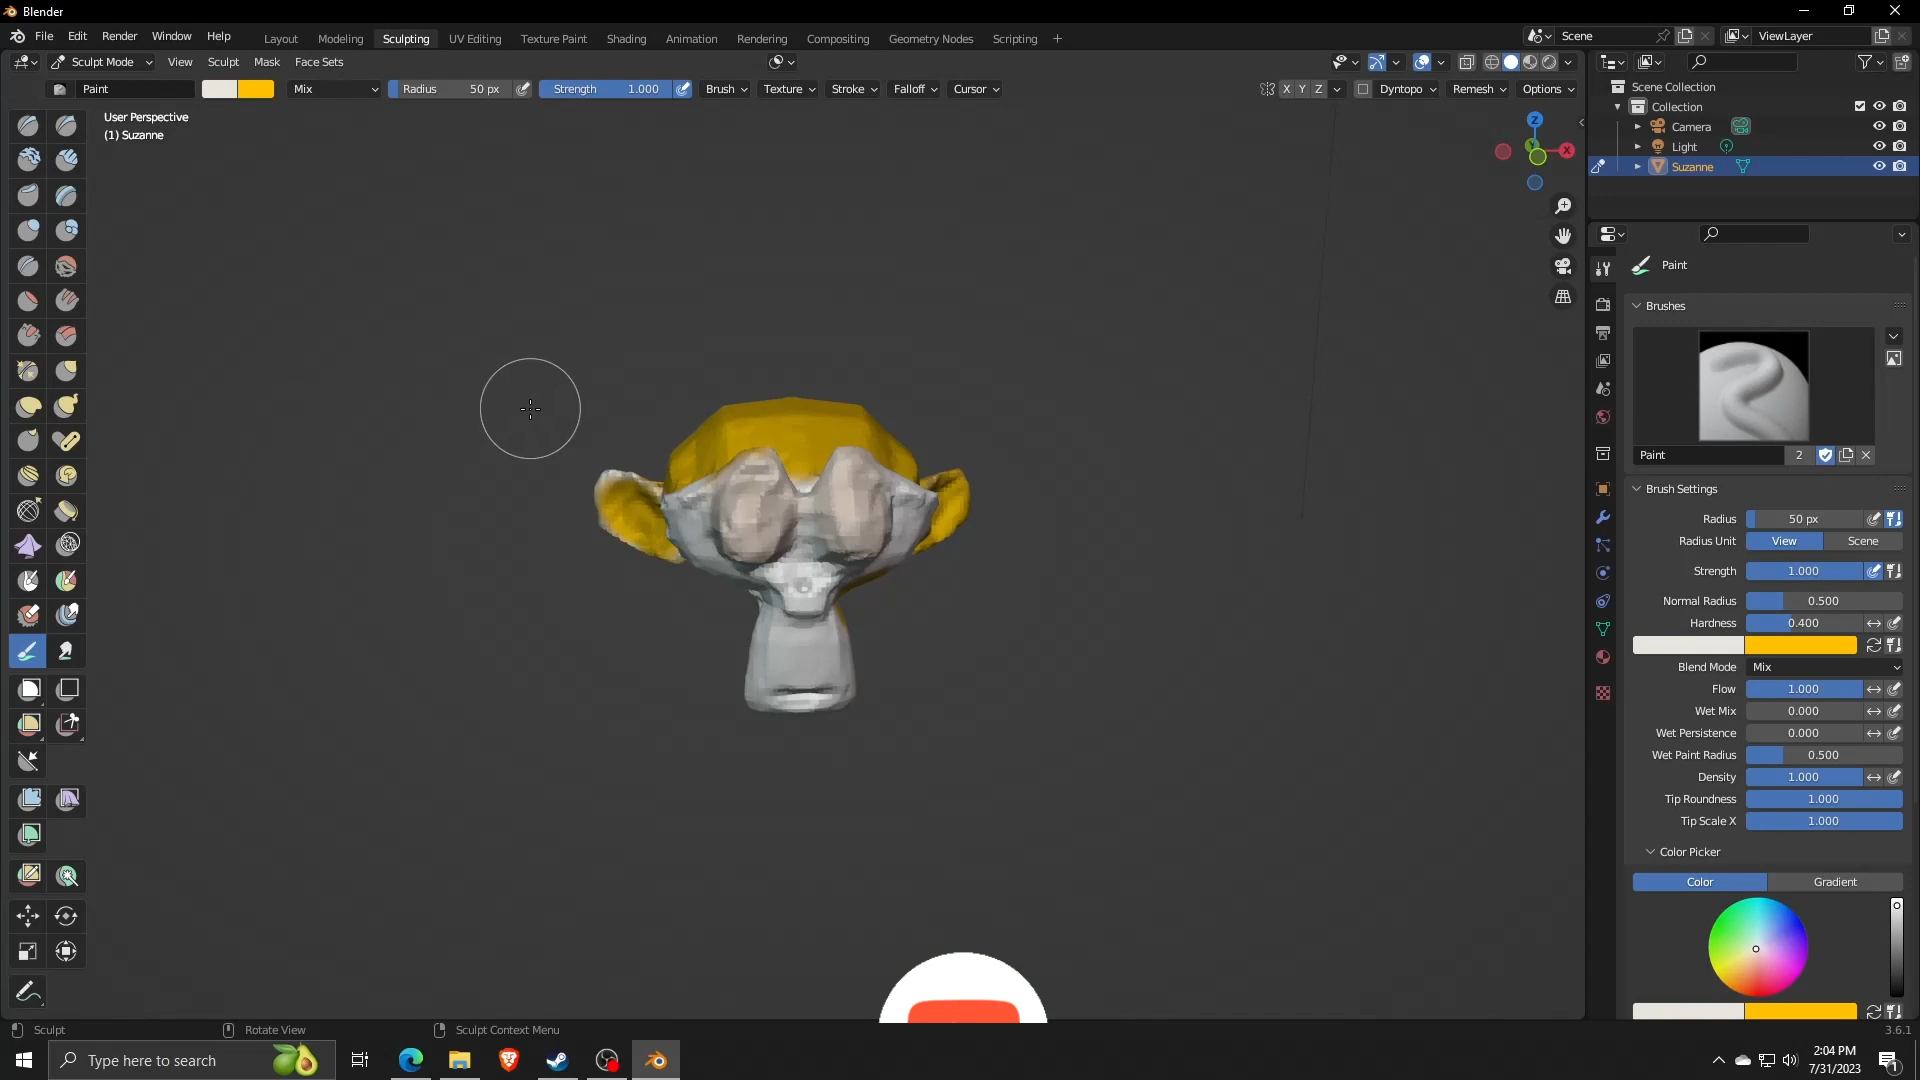 Blender
File Edit Render Window Help
Layout Modeling Sculpting UV Editing Texture Paint Shading Animation Rendering Compositing Geometry Nodes Scripting +
Scene
ViewLayer
Sculpt Mode View Sculpt Mask Face Sets
Paint Mix Radius 50 px Strength 1.000 Brush Texture Stroke Falloff Cursor
X Y Z Dyntopo Remesh Options
User Perspective
(1) Suzanne
Z
Y
X
Scene Collection
Collection
Camera
Light
Suzanne
Paint
Brushes
Paint 2
Brush Settings
Radius 50 px
Radius Unit View Scene
Strength 1.000
Normal Radius 0.500
Hardness 0.400
Blend Mode Mix
Flow 1.000
Wet Mix 0.000
Wet Persistence 0.000
Wet Paint Radius 0.500
Density 1.000
Tip Roundness 1.000
Tip Scale X 1.000
Color Picker
Color Gradient
Sculpt Rotate View Sculpt Context Menu
3.6.1
Type here to search
2:04 PM
7/31/2023
1